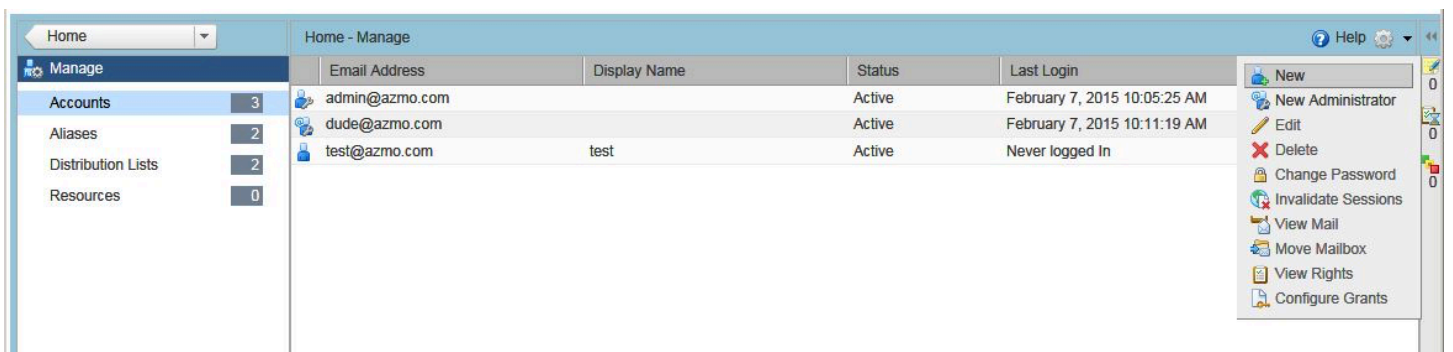 Home
Home - Manage
Help
Manage
Accounts 3
Aliases 2
Distribution Lists 2
Resources 0
Email Address Display Name Status Last Login
admin@azmo.com Active February 7, 2015 10:05:25 AM
dude@azmo.com Active February 7, 2015 10:11:19 AM
test@azmo.com test Active Never logged In
New
New Administrator
Edit
Delete
Change Password
Invalidate Sessions
View Mail
Move Mailbox
View Rights
Configure Grants
0
0
0